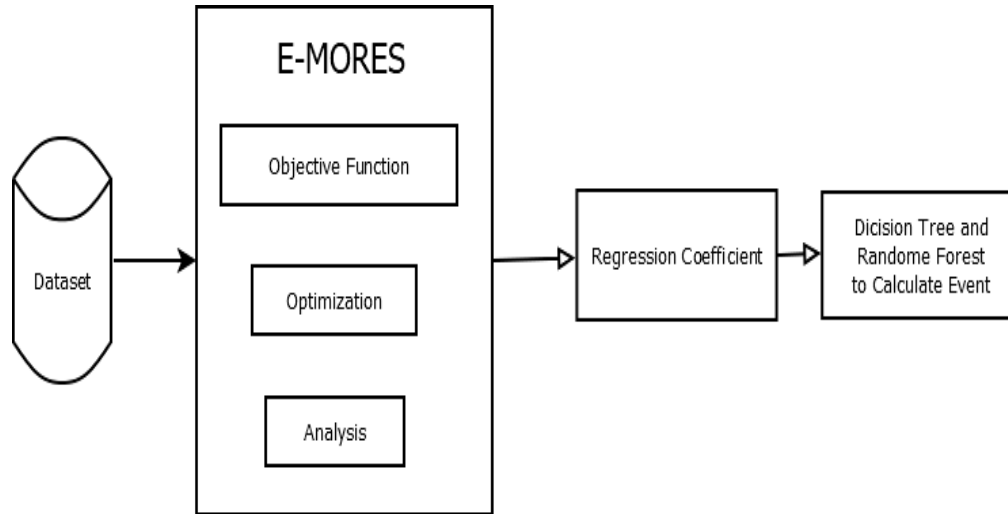 E-MORES
Objective Function
Dataset
Optimization
Analysis
Regression Coefficient
Dicision Tree and
Randome Forest
to Calculate Event